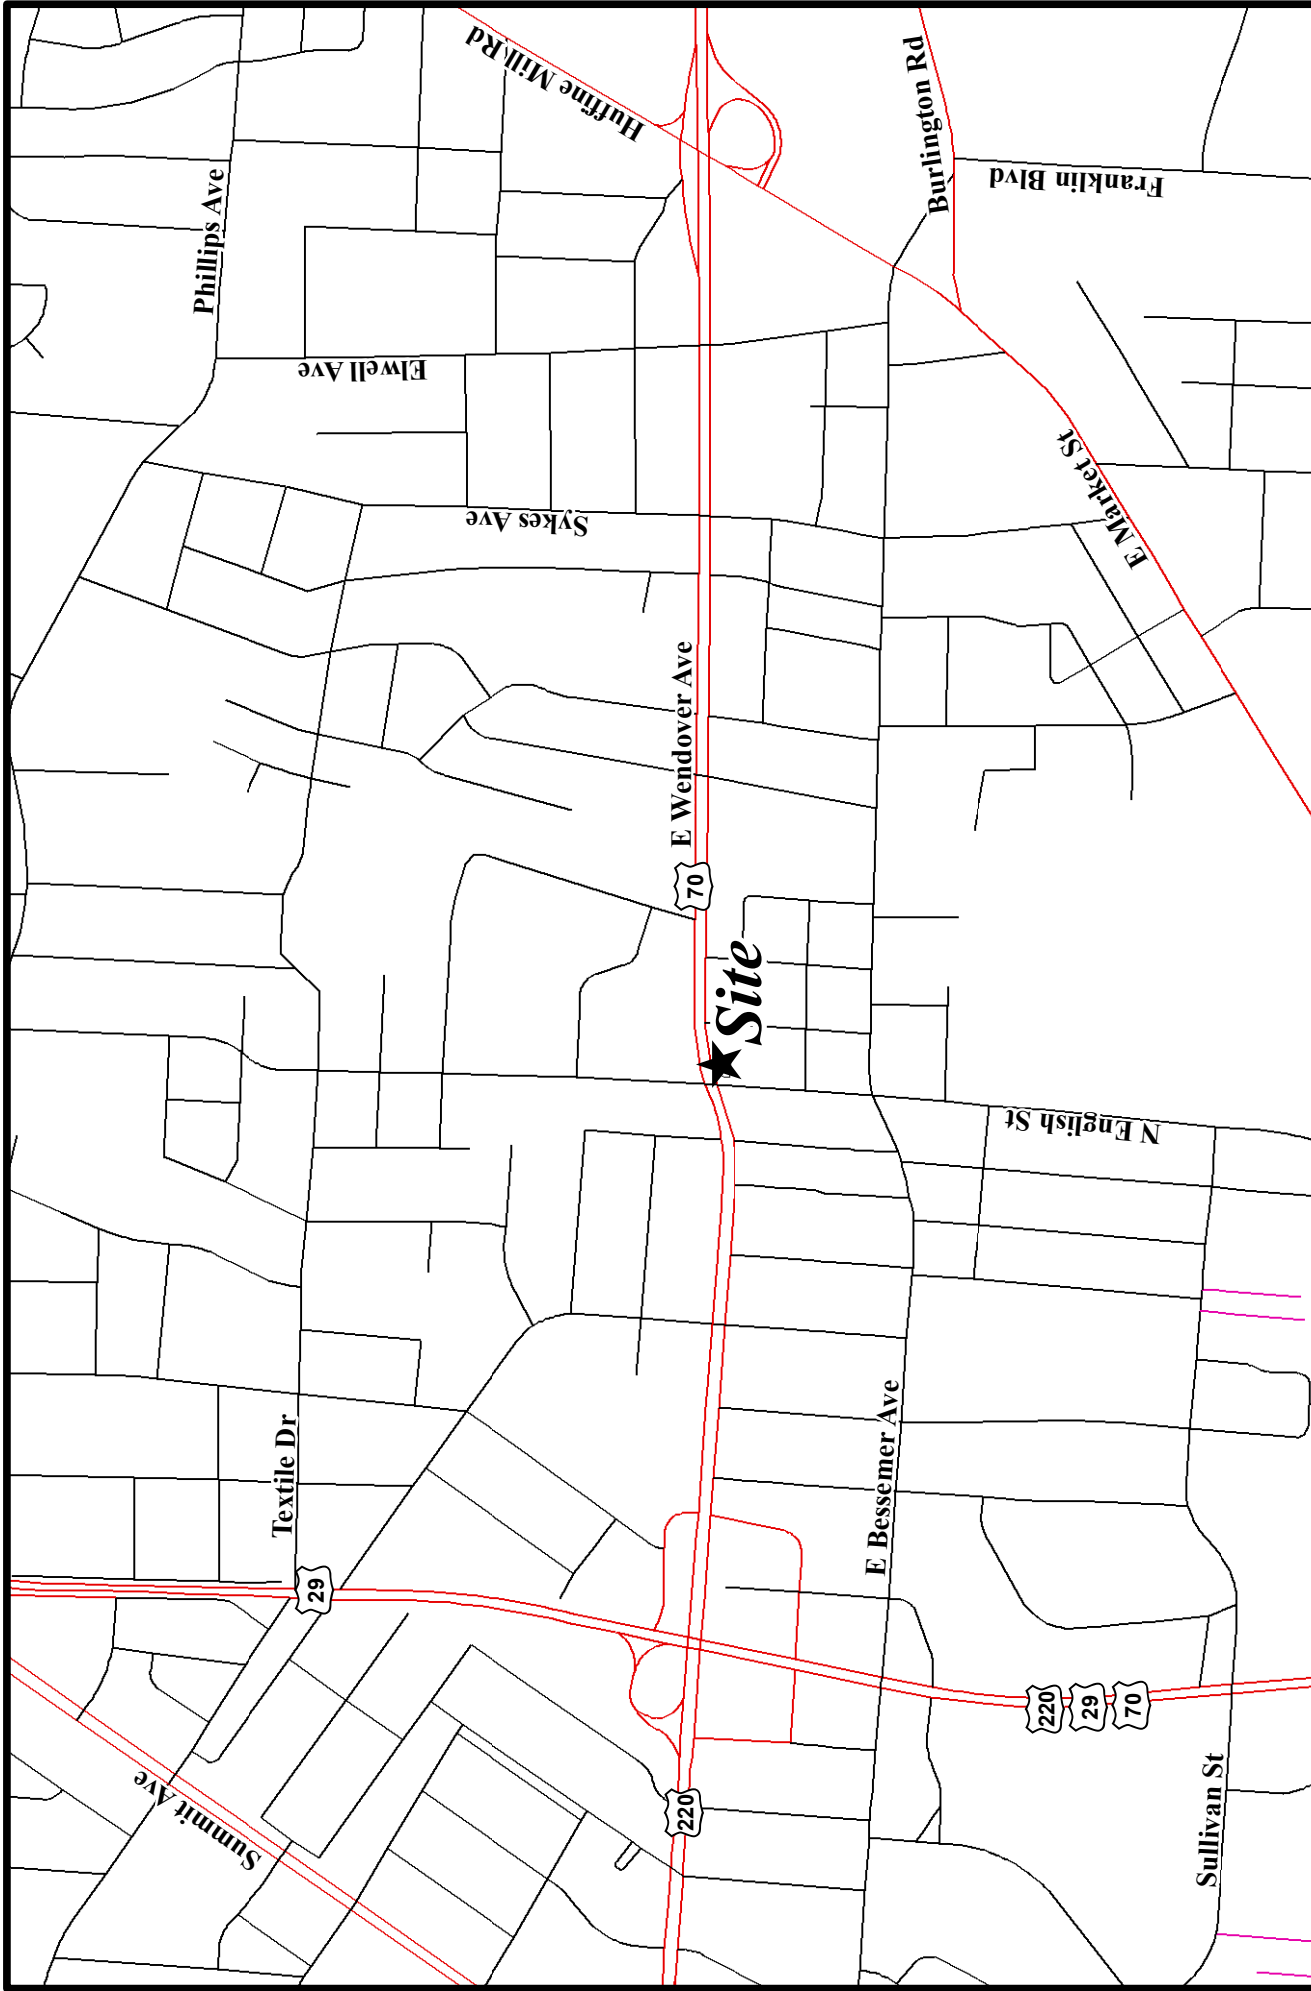 Huffine Mill Rd
Burlington Rd
Phillips Ave
Franklin Blvd
Elwell Ave
Sykes Ave
E Market St
E Wendover Ave
70
Site
N English St
Textile Dr
E Bessemer Ave
29
220
29
70
Summit Ave
220
Sullivan St